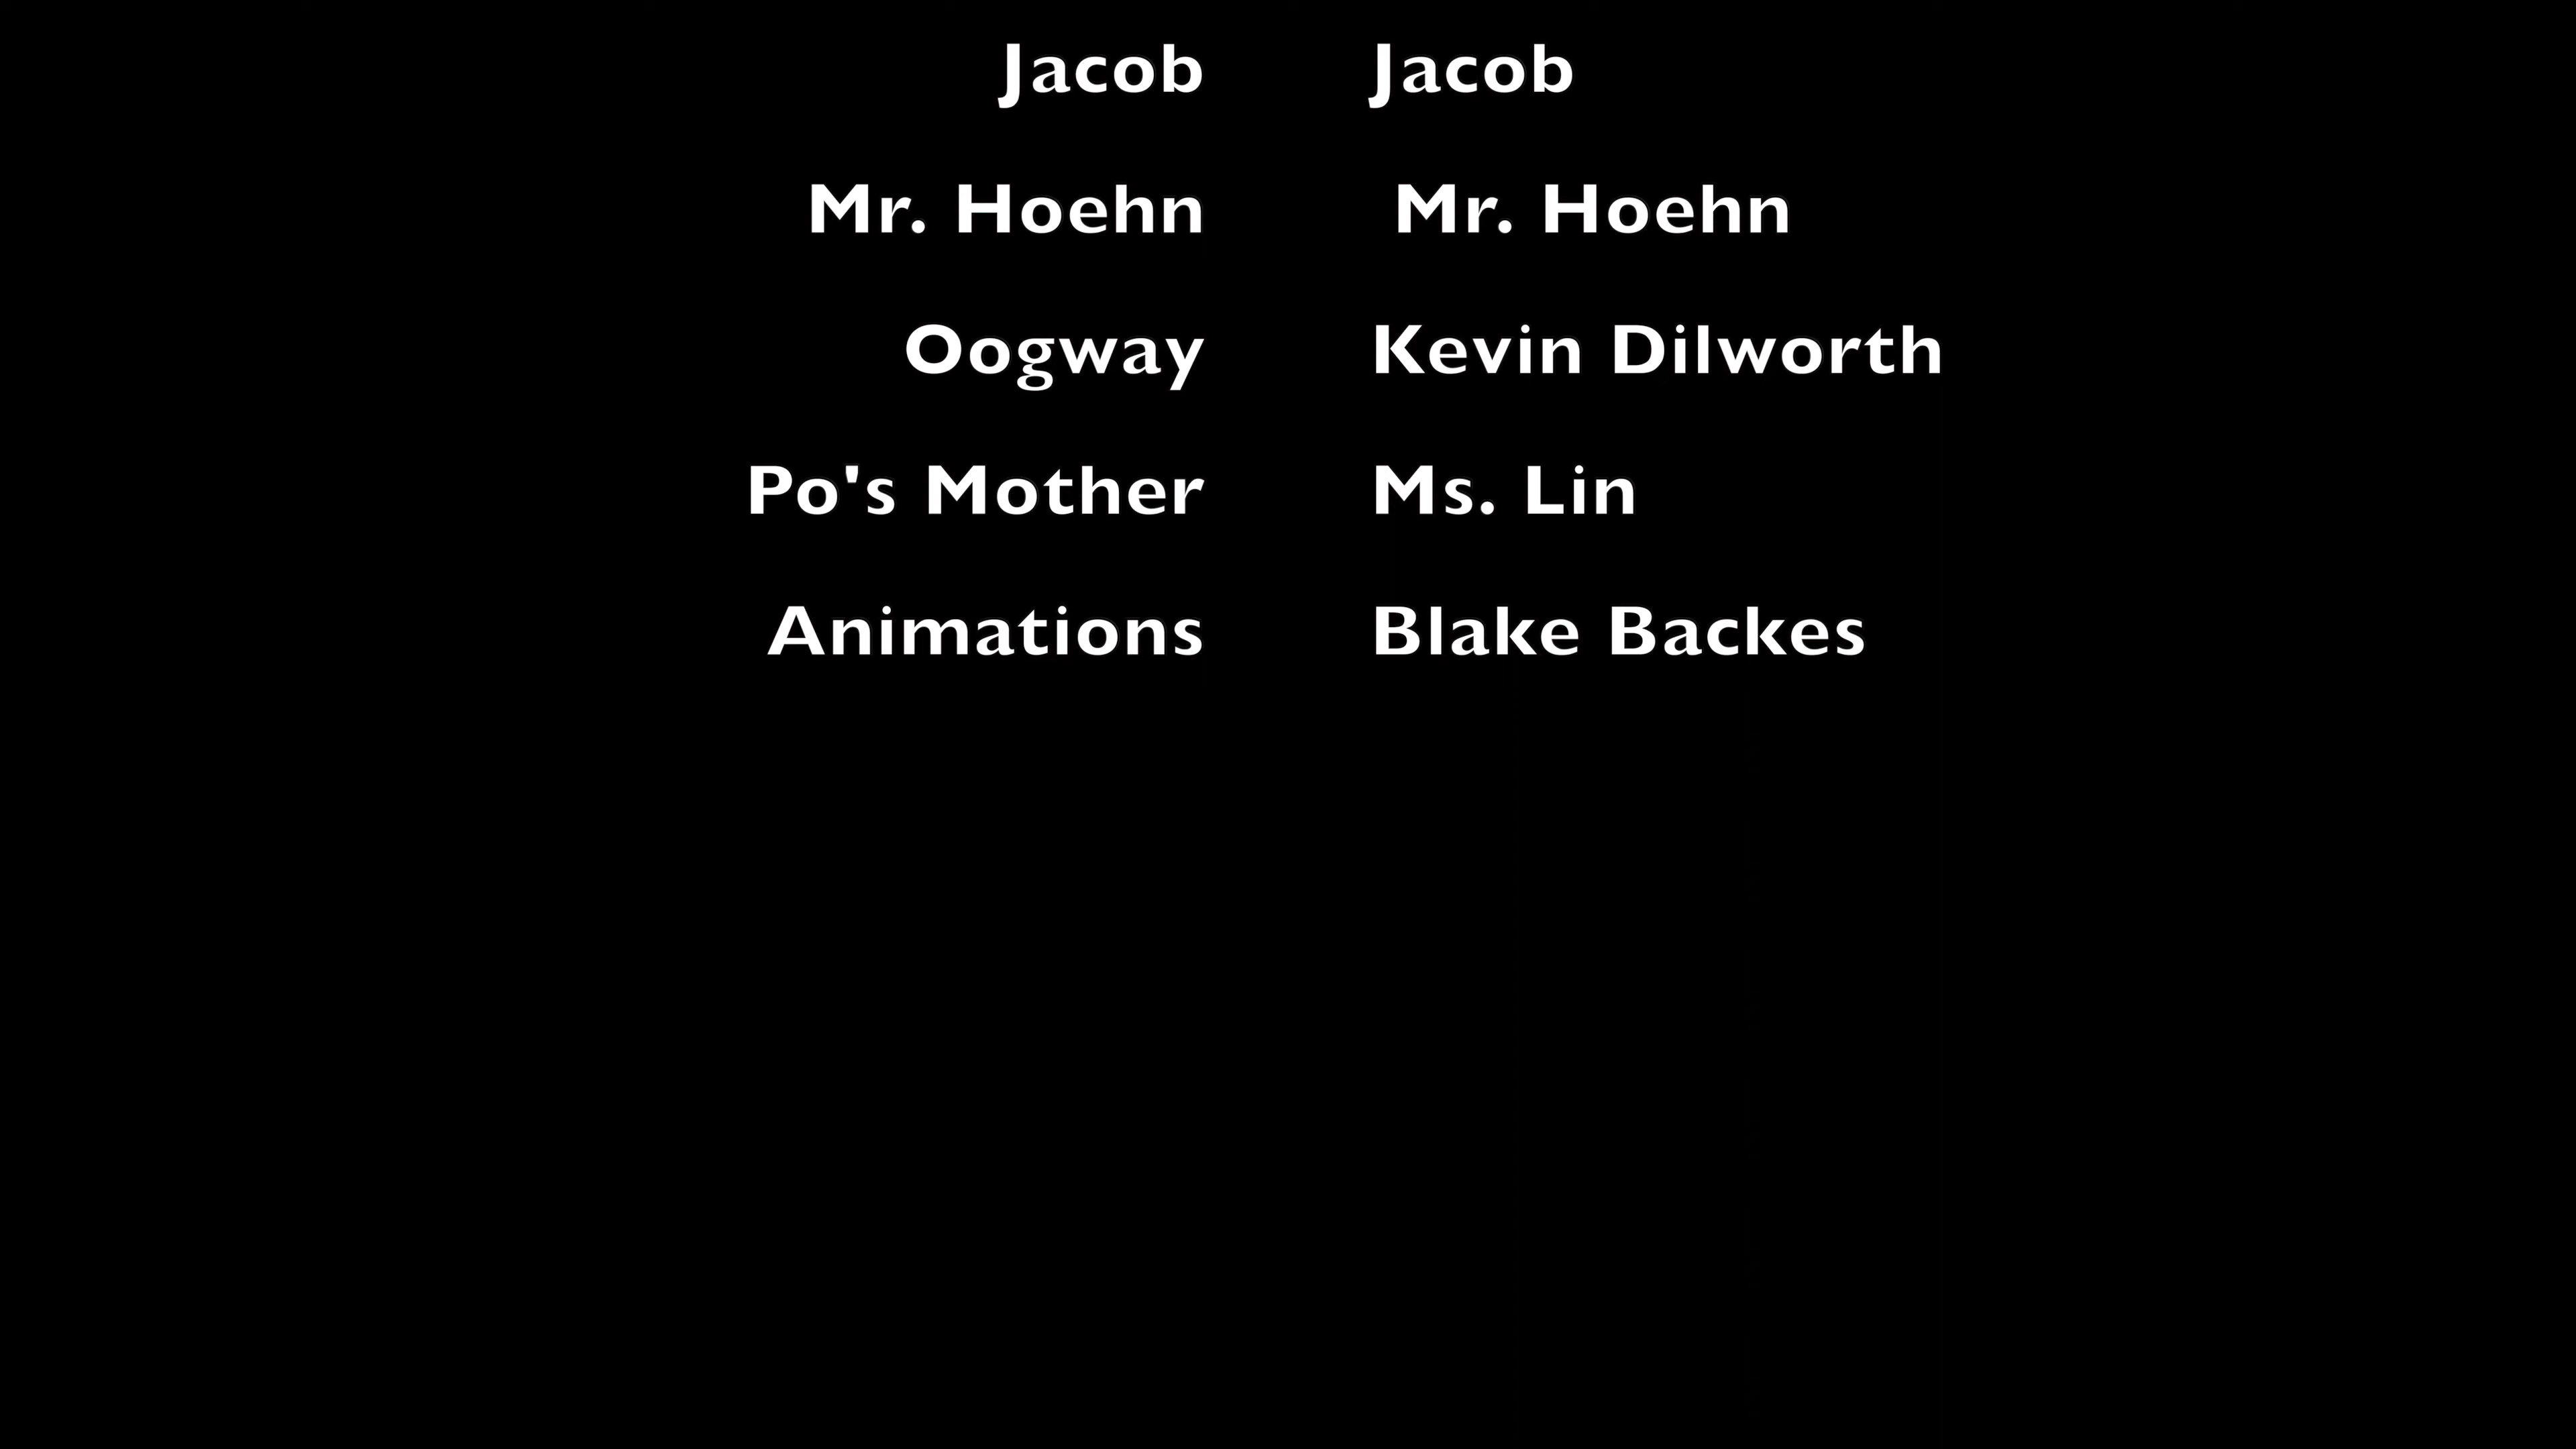 Jacob Jacob
Mr. Hoehn Mr. Hoehn
Oogway Kevin Dilworth
Po's Mother Ms. Lin
Animations Blake Backes